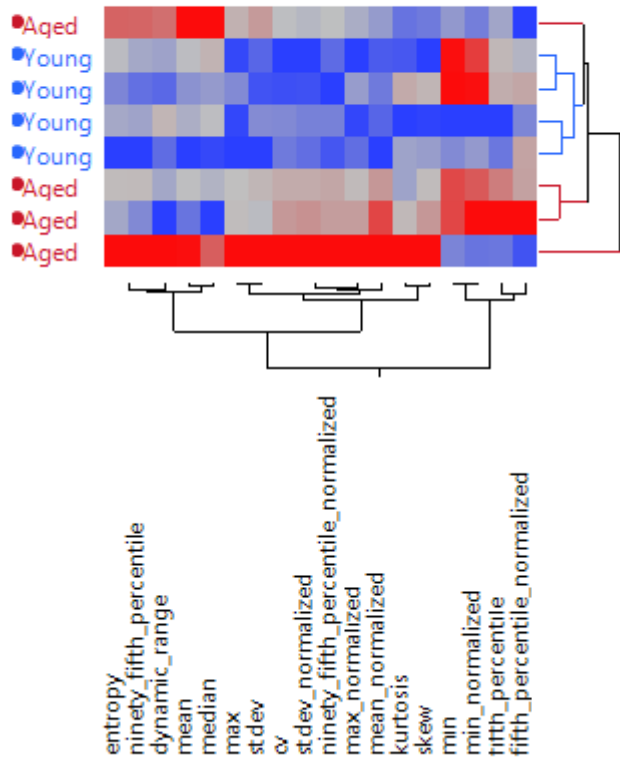 Aged
Young
Young
Young
Young
Aged
Aged
Aged
entropy
ninety_fifth_percentile
dynamic_range
mean
median
max
stdev
cv
stdev_normalized
ninety_fifth_percentile_normalized
max_normalized
mean_normalized
kurtosis
skew
min
min_normalized
fifth_percentile
fifth_percentile_normalized